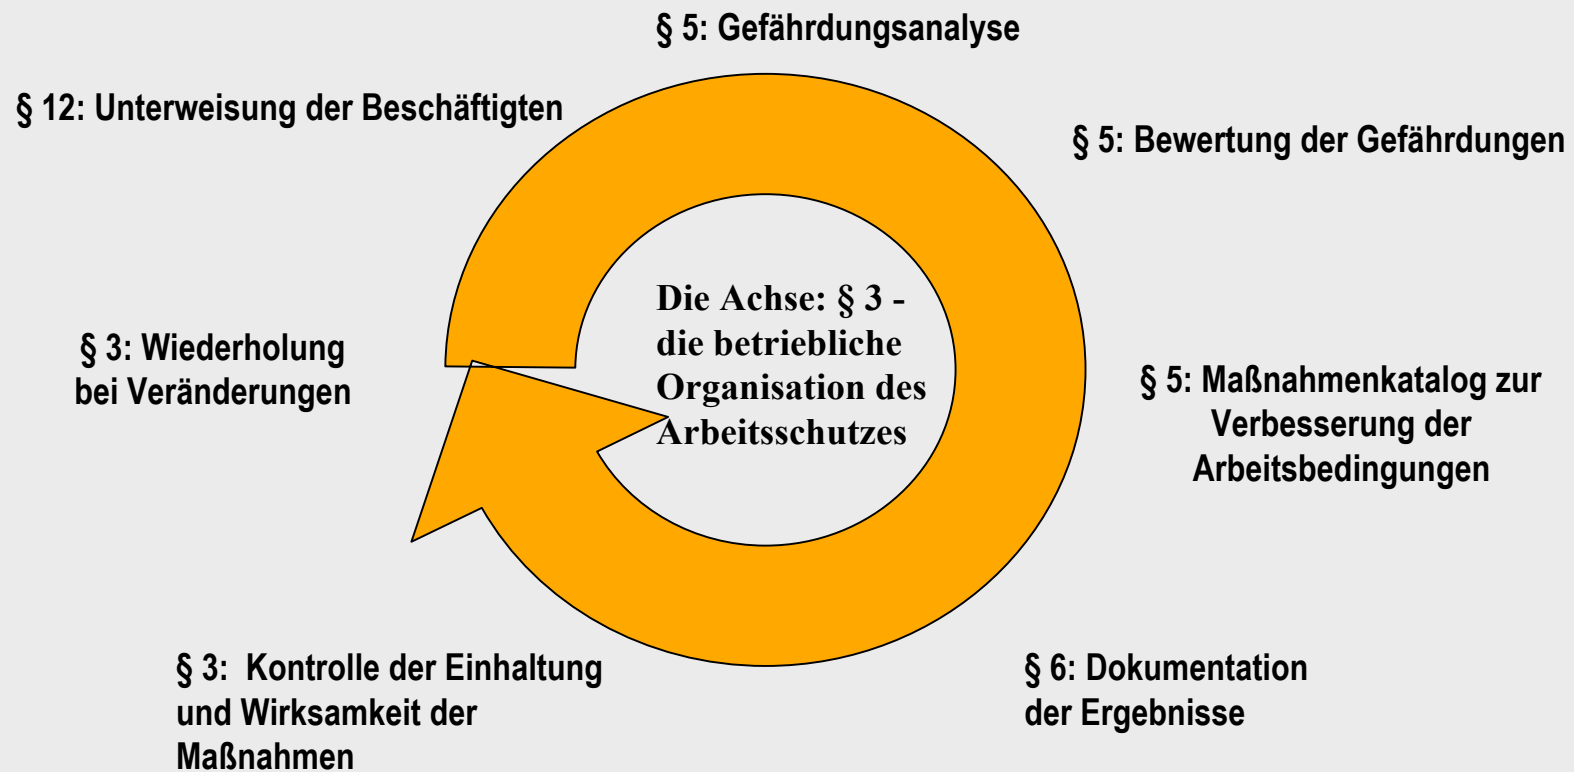 § 5: Gefährdungsanalyse
§ 12: Unterweisung der Beschäftigten
§ 5: Bewertung der Gefährdungen
Die Achse: § 3 -
die betriebliche
Organisation des
Arbeitsschutzes
§ 3: Wiederholung
bei Veränderungen
§ 5: Maßnahmenkatalog zur
Verbesserung der
Arbeitsbedingungen
§ 3:  Kontrolle der Einhaltung
und Wirksamkeit der
Maßnahmen
§ 6: Dokumentation
der Ergebnisse